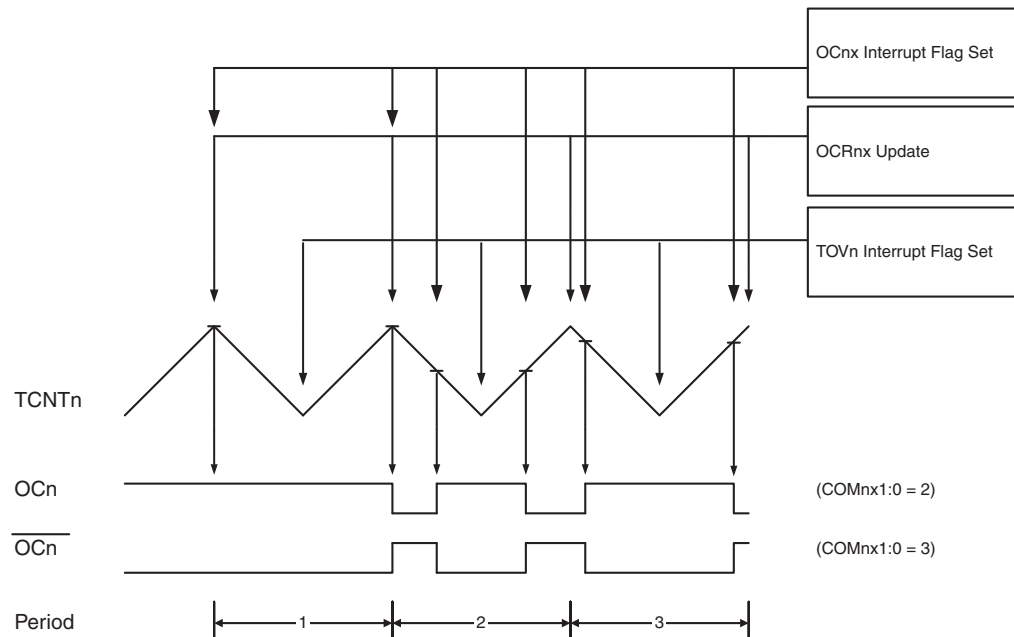 OCnx Interrupt Flag Set
OCRnx Update
TOVn Interrupt Flag Set
TCNTn
OCn
(COMnx1:0 = 2)
OCn
(COMnx1:0 = 3)
Period
1
2
3